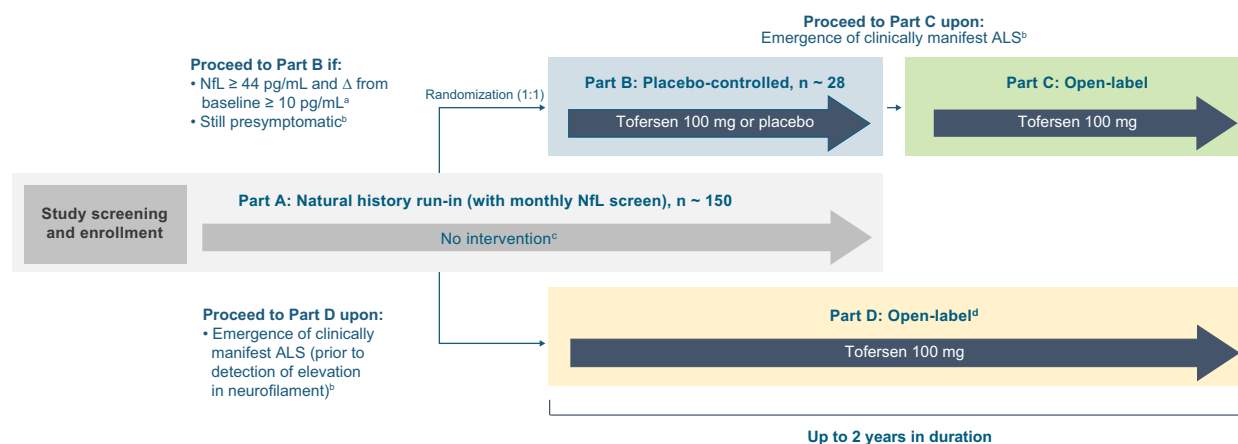 Proceed to Part C upon:
Emergence of clinically manifest ALSᵇ
Proceed to Part B if:
• NfL ≥ 44 pg/mL and Δ from
baseline ≥ 10 pg/mLᵃ
• Still presymptomaticᵇ
Randomization (1:1)
Part B: Placebo-controlled, n ~ 28
Tofersen 100 mg or placebo
Part C: Open-label
Tofersen 100 mg
Study screening
and enrollment
Part A: Natural history run-in (with monthly NfL screen), n ~ 150
No interventionᶜ
Proceed to Part D upon:
• Emergence of clinically
manifest ALS (prior to
detection of elevation
in neurofilament)ᵇ
Part D: Open-labelᵈ
Tofersen 100 mg
Up to 2 years in duration